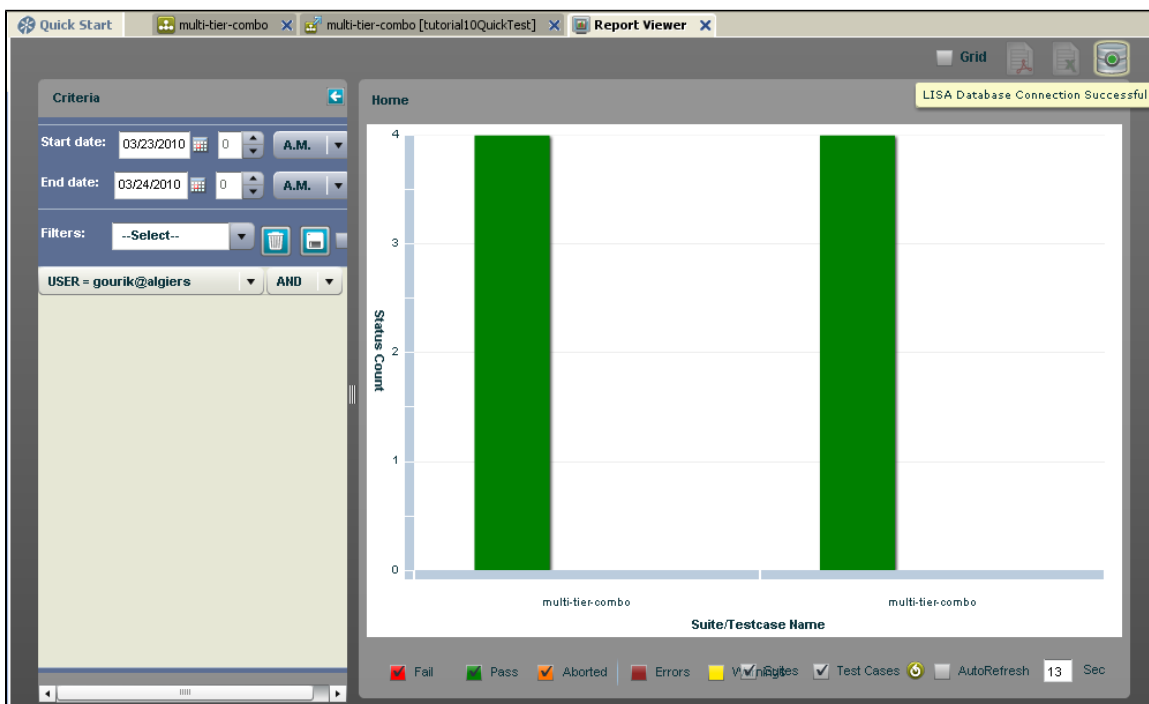 Quick Start multi-tier-combo multi-tier-combo [tutorial10QuickTest] Report Viewer
Grid
LISA Database Connection Successful
Criteria
Start date: 03/23/2010 0 A.M.
End date: 03/24/2010 0 A.M.
Filters: --Select--
USER = gourik@algiers AND
Home
4
3
2
1
0
Status Count
multi-tier-combo multi-tier-combo
Suite/Testcase Name
Fail Pass Aborted Errors Test Cases AutoRefresh 13 Sec